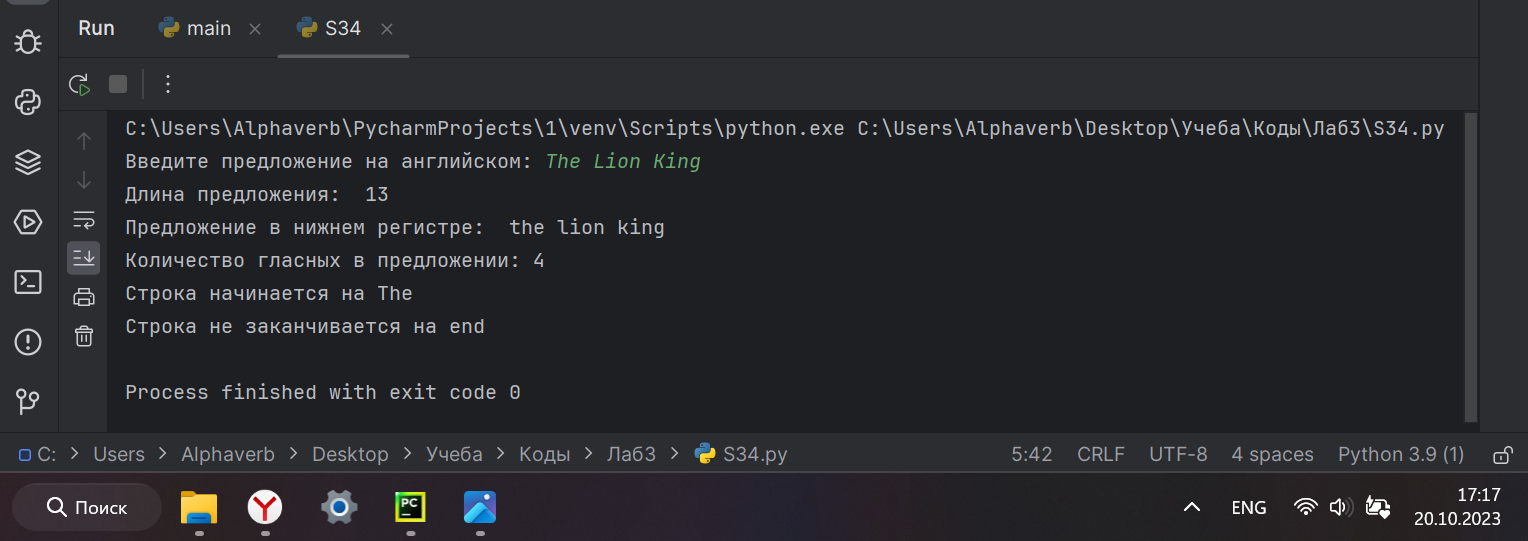 Run main S34
C:\Users\Alphaverb\PycharmProjects\1\venv\Scripts\python.exe C:\Users\Alphaverb\Desktop\Учеба\Коды\Лаб3\S34.py
Введите предложение на английском: The Lion King
Длина предложения:  13
Предложение в нижнем регистре:  the lion king
Количество гласных в предложении: 4
Строка начинается на The
Строка не заканчивается на end
Process finished with exit code 0
C: > Users > Alphaverb > Desktop > Учеба > Коды > Лаб3 > S34.py 5:42 CRLF UTF-8 4 spaces Python 3.9 (1)
Поиск PC ENG 17:17
20.10.2023